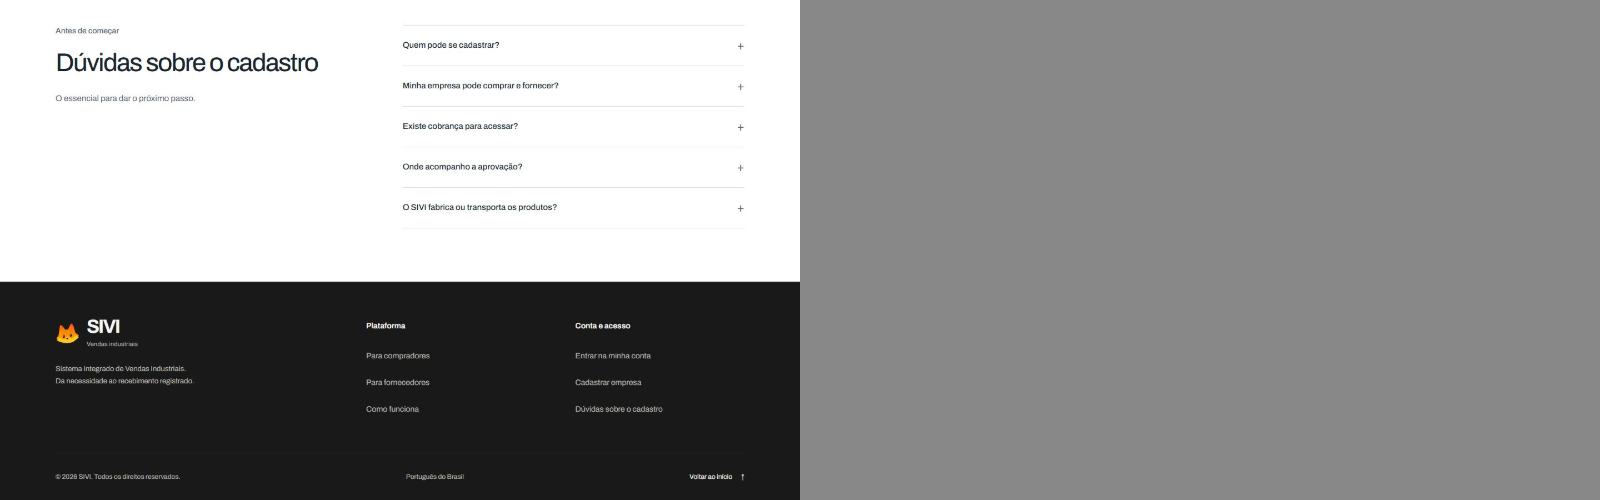 Antes de começar
Dúvidas sobre o cadastro
O essencial para dar o próximo passo.
Quem pode se cadastrar?
Minha empresa pode comprar e fornecer?
Existe cobrança para acessar?
Onde acompanho a aprovação?
O SIVI fabrica ou transporta os produtos?
SIVI
Vendas industriais
Sistema Integrado de Vendas Industriais.
Da necessidade ao recebimento registrado.
Plataforma
Para compradores
Para fornecedores
Como funciona
Conta e acesso
Entrar na minha conta
Cadastrar empresa
Dúvidas sobre o cadastro
© 2026 SIVI. Todos os direitos reservados.
Português do Brasil
Voltar ao início ↑